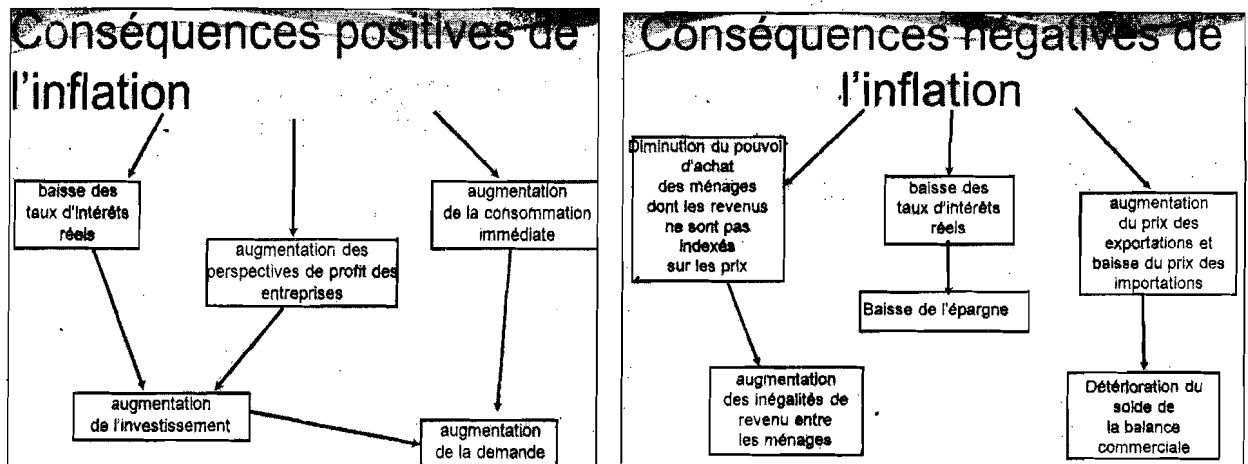 Conséquences positives de
l'inflation
baisse des
taux d'intérêts
réels
augmentation des
perspectives de profit des
entreprises
augmentation
de la consommation
immédiate
augmentation
de l'investissement
augmentation
de la demande
Conséquences négatives de
l'inflation
Diminution du pouvoi
d'achat
des ménages
dont les revenus
ne sont pas
indexés
sur les prix
baisse des
taux d'intérêts
réels
augmentation
du prix des
exportations et
baisse du prix des
importations
Baisse de l'épargne
augmentation
des inégalités de
revenu entre
les ménages
Détérioration du
solde de
la balance
commerciale